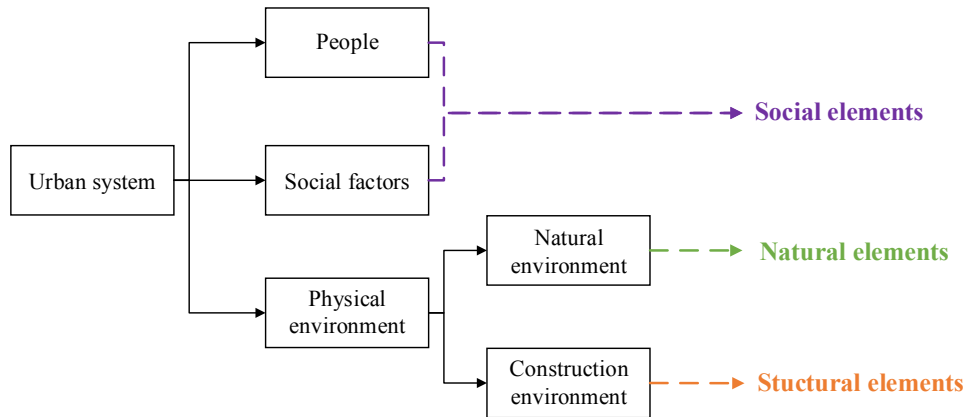 People
Social elements
Urban system
Social factors
Natural
environment
Natural elements
Physical
environment
Construction
environment
Stuctural elements